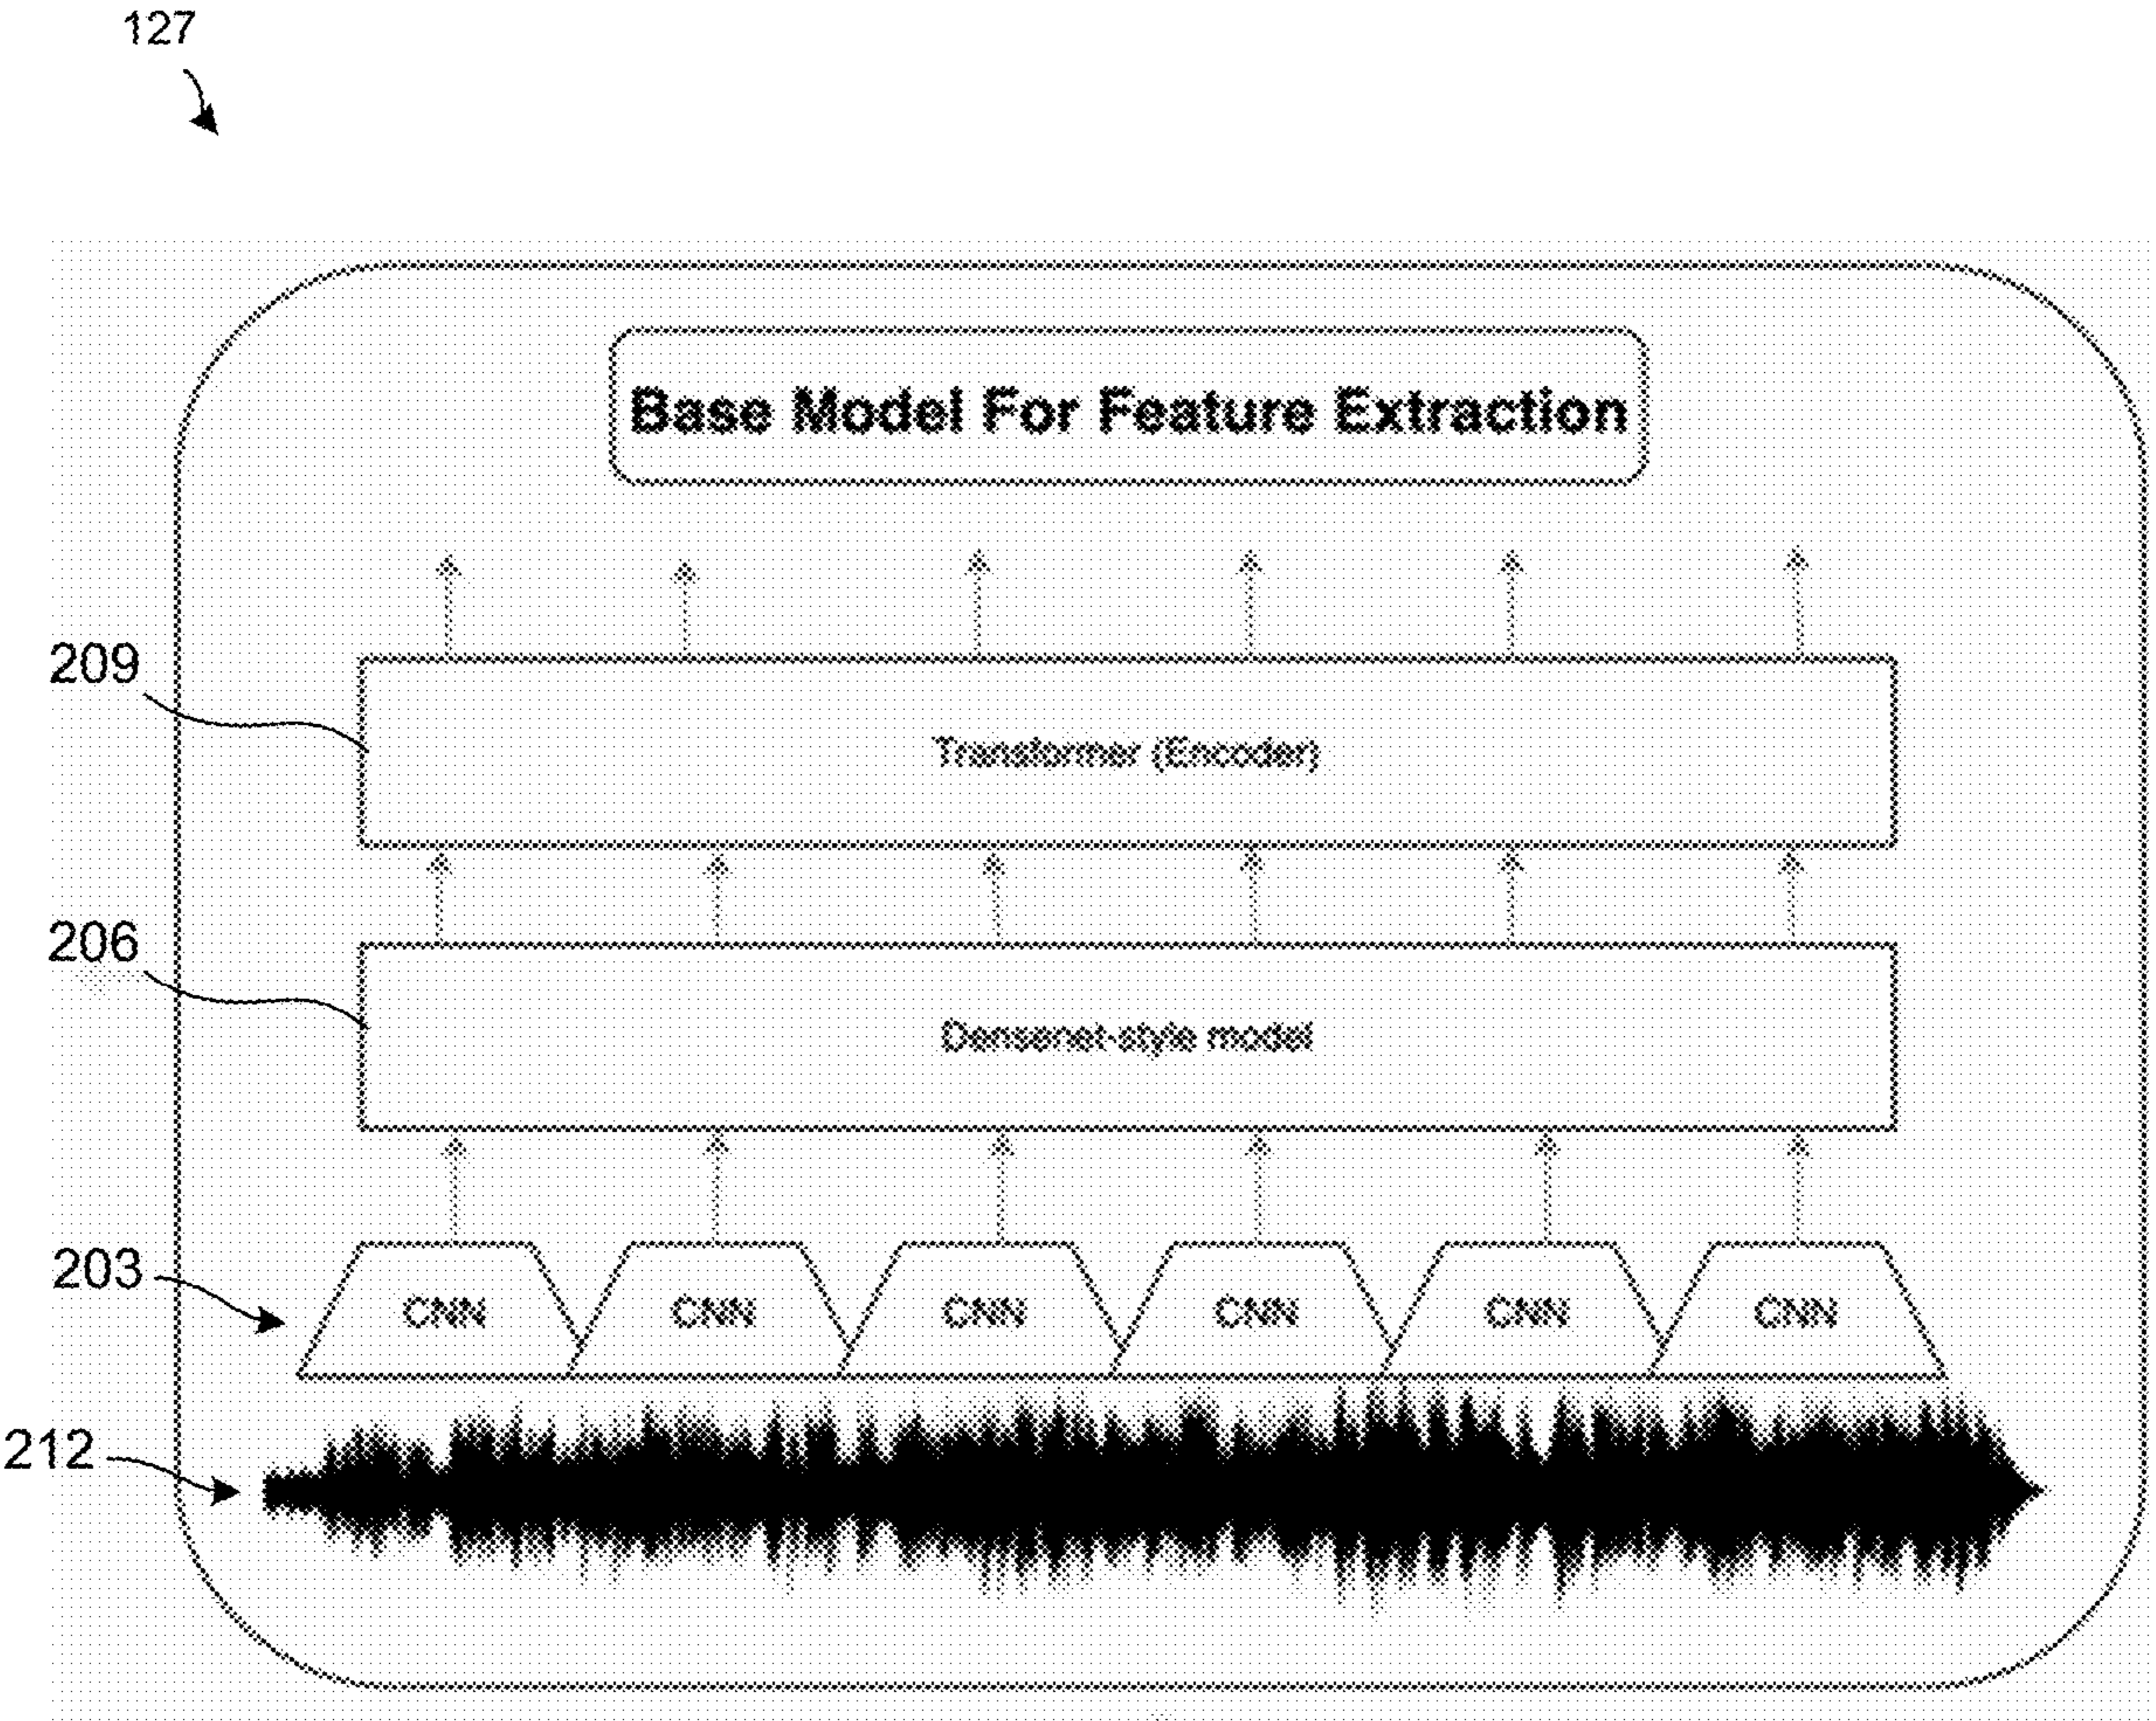 127
Base Model For Feature Extraction
209
Transformer (Encoder)
206
Densenet-style model
203
CNN CNN CNN CNN CNN CNN
212